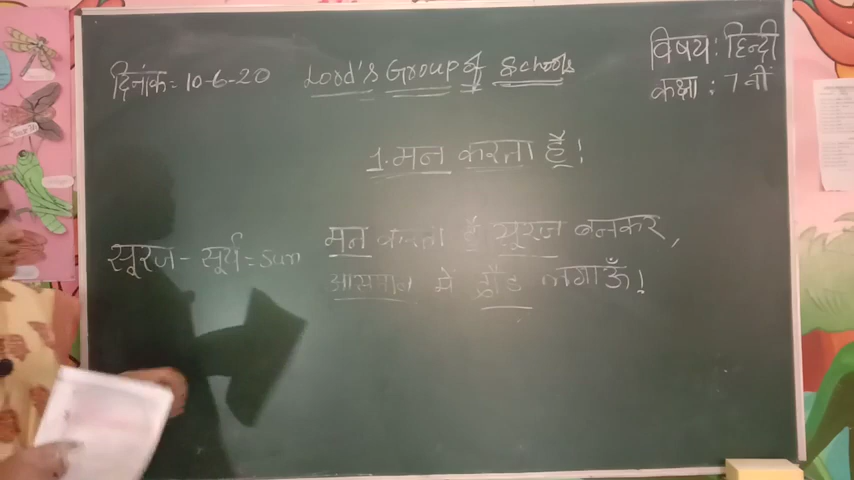 दिनांक = 10-6-20
Lord's Group of Schools
विषय : हिन्दी
कक्षा : 7 वीं
1. मन करता हैं !
सूरज - सूर्य = sun
मन करता हैं सूरज बनकर,
आसमान मे दौड लगाऊँ !